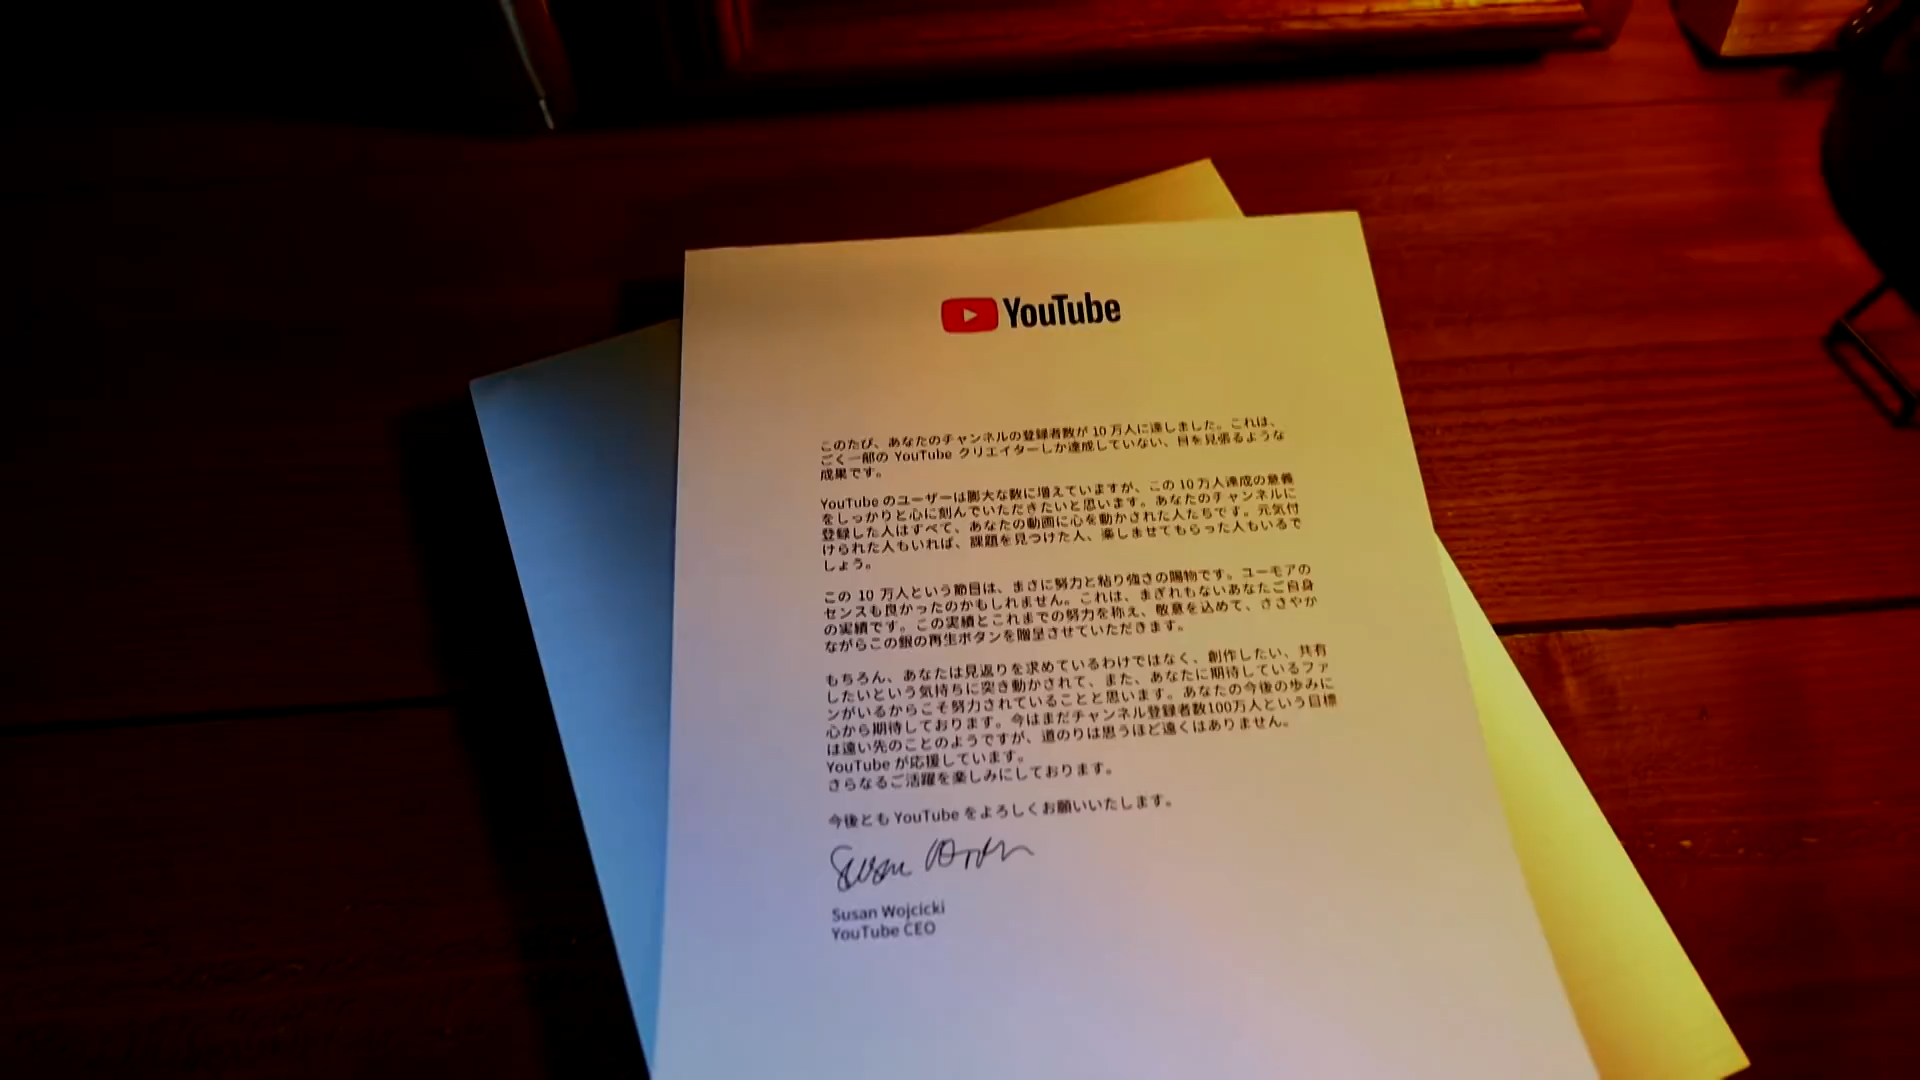 YouTube
このたび、あなたのチャンネルの登録者数が 10 万人に達しました。これは、
ごく一部の YouTube クリエイターしか達成していない、目を見張るような
成果です。
YouTube のユーザーは膨大な数に増えていますが、この 10 万人達成の意義
をしっかりと心に刻んでいただきたいと思います。あなたのチャンネルに
登録した人はすべて、あなたの動画に心を動かされた人たちです。元気付
けられた人もいれば、課題を見つけた人、楽しませてもらった人もいるで
しょう。
この 10 万人という節目は、まさに努力と粘り強さの賜物です。ユーモアの
センスも良かったのかもしれません。これは、まぎれもないあなたご自身
の実績です。この実績とこれまでの努力を称え、敬意を込めて、ささやか
ながらこの銀の再生ボタンを贈呈させていただきます。
もちろん、あなたは見返りを求めているわけではなく、創作したい、共有
したいという気持ちに突き動かされて、また、あなたに期待しているファ
ンがいるからこそ努力されていることと思います。あなたの今後の歩みに
心から期待しております。今はまだチャンネル登録者数100万人という目標
は遠い先のことのようですが、道のりは思うほど遠くはありません。
YouTube が応援しています。
さらなるご活躍を楽しみにしております。
今後とも YouTube をよろしくお願いいたします。
Susan Wojcicki
YouTube CEO